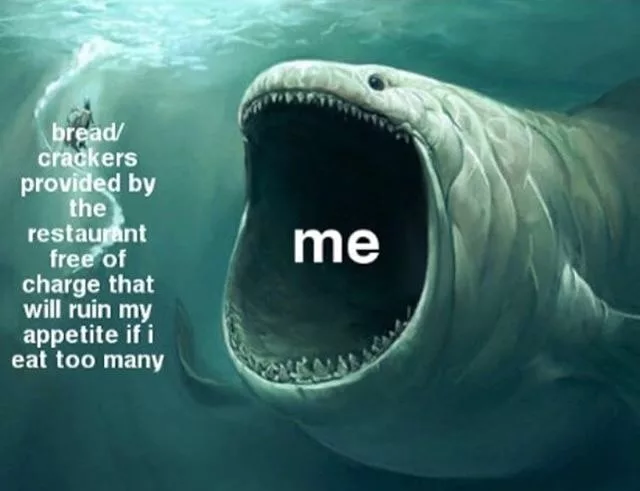 bread/
crackers
provided by
the
restaurant
free of
charge that
will ruin my
appetite if i
eat too many
me